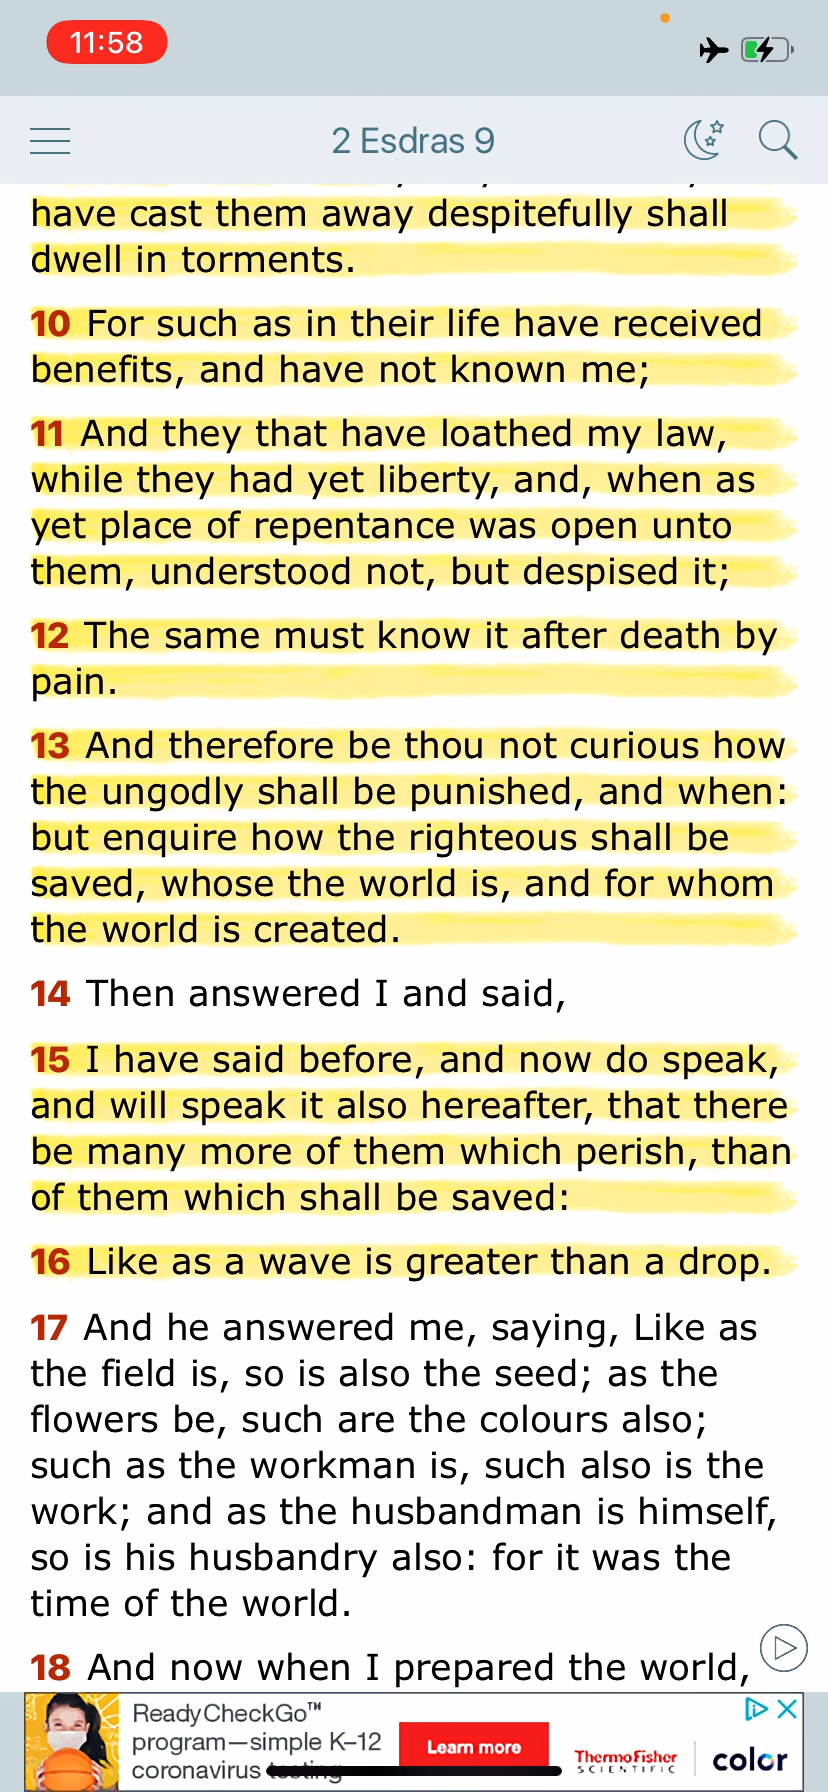 11:58
2 Esdras 9
have cast them away despitefully shall
dwell in torments.
10 For such as in their life have received
benefits, and have not known me;
11 And they that have loathed my law,
while they had yet liberty, and, when as
yet place of repentance was open unto
them, understood not, but despised it;
12 The same must know it after death by
pain.
13 And therefore be thou not curious how
the ungodly shall be punished, and when:
but enquire how the righteous shall be
saved, whose the world is, and for whom
the world is created.
14 Then answered I and said,
15 I have said before, and now do speak,
and will speak it also hereafter, that there
be many more of them which perish, than
of them which shall be saved:
16 Like as a wave is greater than a drop.
17 And he answered me, saying, Like as
the field is, so is also the seed; as the
flowers be, such are the colours also;
such as the workman is, such also is the
work; and as the husbandman is himself,
so is his husbandry also: for it was the
time of the world.
18 And now when I prepared the world,
ReadyCheckGo™
program—simple K–12
coronavirus testing
Learn more
ThermoFisher
SCIENTIFIC
color